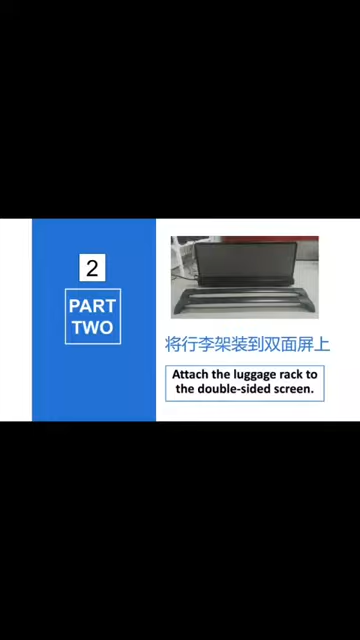 2
PART
TWO
将行李架装到双面屏上
Attach the luggage rack to
the double-sided screen.